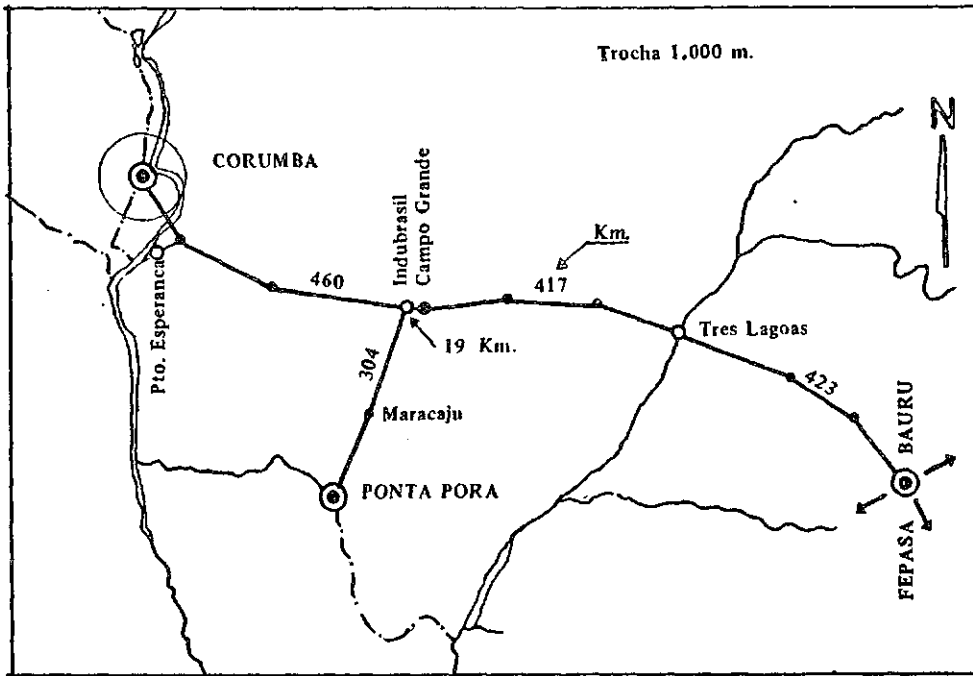 Trocha 1.000 m.
N
CORUMBA
Pto. Esperanca
Indubrasil
Campo Grande
Km.
460
417
19 Km.
304
Tres Lagoas
423
Maracaju
PONTA PORA
FEPASA BAURU